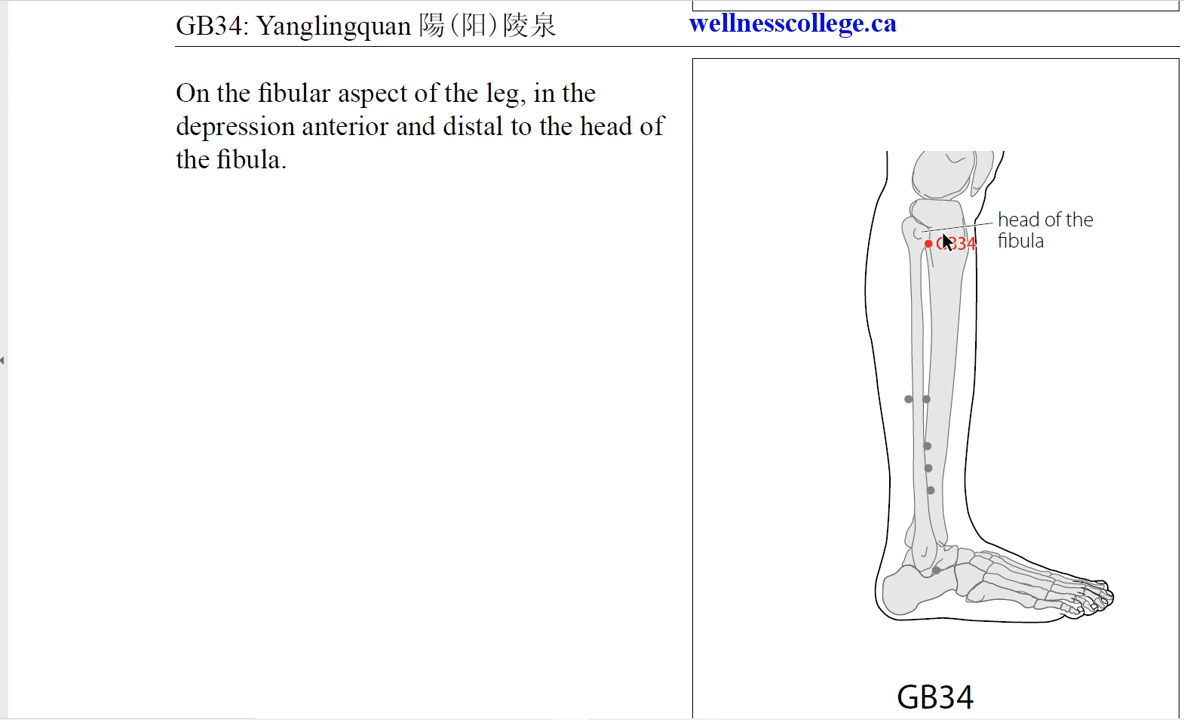 GB34: Yanglingquan 陽(阳)陵泉
wellnesscollege.ca
On the fibular aspect of the leg, in the
depression anterior and distal to the head of
the fibula.
head of the
fibula
GB34
GB34